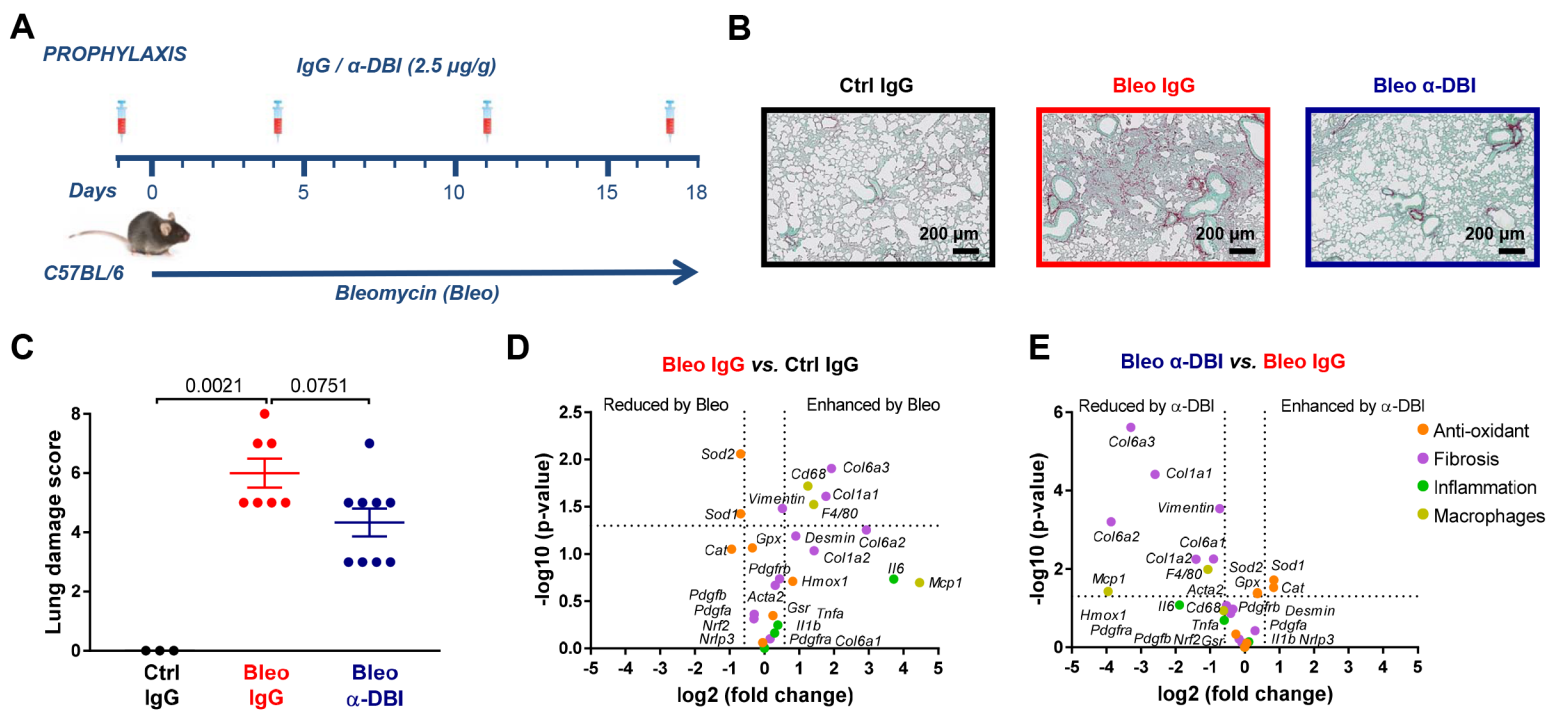 A
PROPHYLAXIS
IgG / α-DBI (2.5 μg/g)
Days
0
5
10
15
18
C57BL/6
Bleomycin (Bleo)
B
Ctrl IgG
Bleo IgG
Bleo α-DBI
200 μm
200 μm
200 μm
C
0.0021
0.0751
Lung damage score
8
6
4
2
0
Ctrl
IgG
Bleo
IgG
Bleo
α-DBI
D
Bleo IgG vs. Ctrl IgG
Reduced by Bleo
Enhanced by Bleo
-log10 (p-value)
2.5
2.0
1.5
1.0
0.5
0.0
Sod2
Cd68
Col6a3
Vimentin
Col1a1
Sod1
F4/80
Cat
Gpx
Desmin
Col6a2
Col1a2
Pdgfrb
Hmox1
Il6
Mcp1
Pdgfb
Acta2
Pdgfa
Gsr
Tnfa
Nrf2
Il1b
Nrlp3
Pdgfra
Col6a1
-5 -4 -3 -2 -1 0 1 2 3 4 5
log2 (fold change)
E
Bleo α-DBI vs. Bleo IgG
Reduced by α-DBI
Enhanced by α-DBI
-log10 (p-value)
6
4
2
0
Col6a3
Col1a1
Vimentin
Col6a2
Col6a1
Col1a2
F4/80
Sod2
Sod1
Mcp1
Gpx
Cat
Acta2
Il6
Cd68
Pdgfrb
Desmin
Hmox1
Tnfa
Pdgfa
Pdgfra
Pdgfb
Nrf2
Gsr
Il1b
Nrlp3
-5 -4 -3 -2 -1 0 1 2 3 4 5
log2 (fold change)
Anti-oxidant
Fibrosis
Inflammation
Macrophages